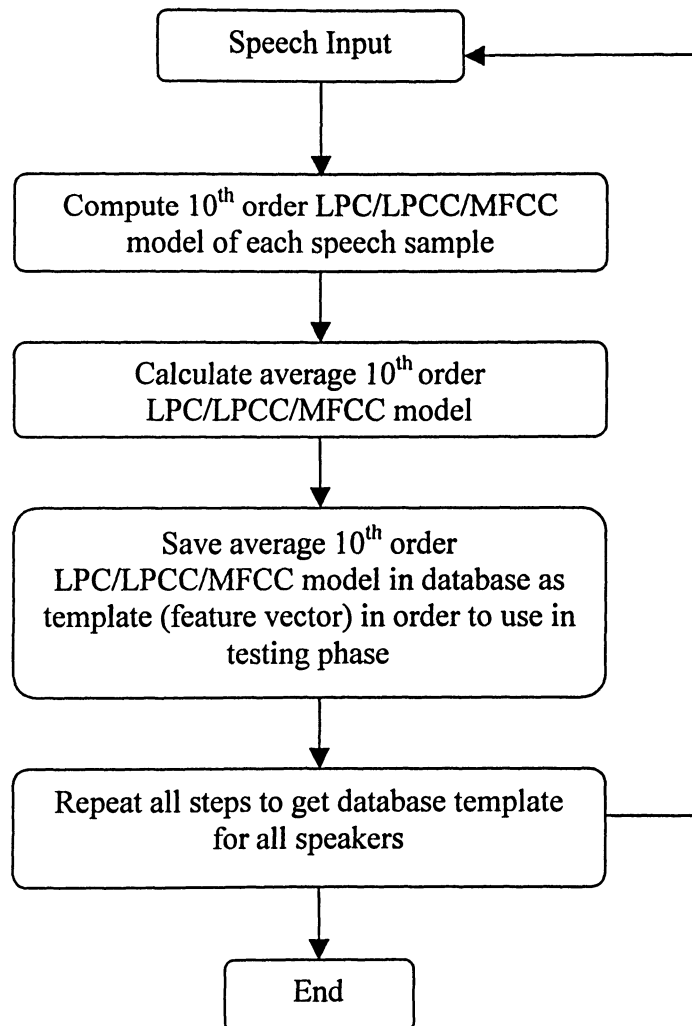 Speech Input
Compute 10th order LPC/LPCC/MFCC
model of each speech sample
Calculate average 10th order
LPC/LPCC/MFCC model
Save average 10th order
LPC/LPCC/MFCC model in database as
template (feature vector) in order to use in
testing phase
Repeat all steps to get database template
for all speakers
End